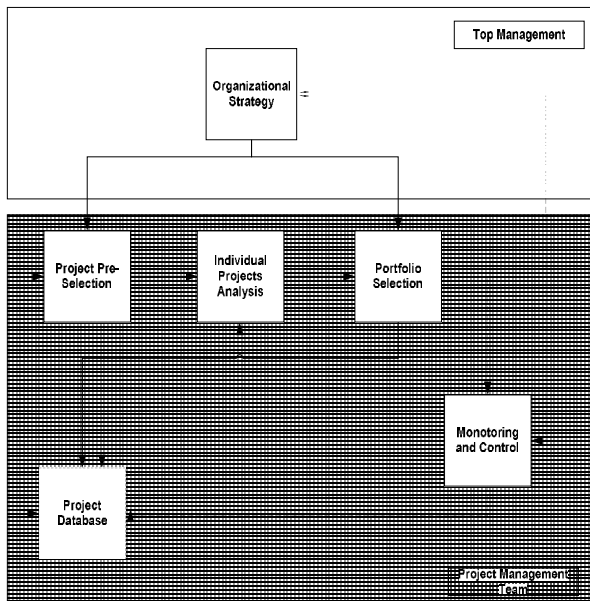 Top Management
Organizational
Strategy
Project Pre-
Selection
Individual
Projects
Analysis
Portfolio
Selection
Monotoring
and Control
Project
Database
Project Management
Team